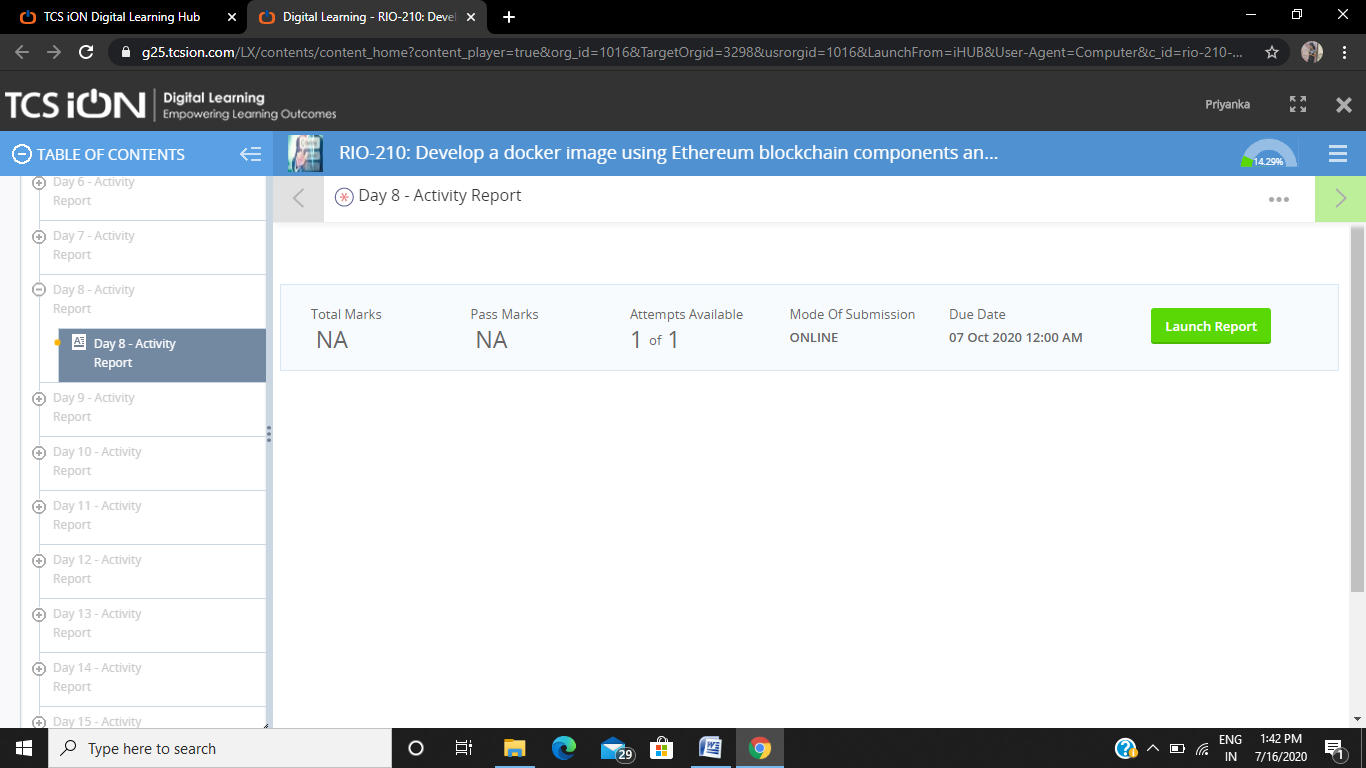 TCS iON Digital Learning Hub
Digital Learning - RIO-210: Devel
g25.tcsion.com/LX/contents/content_home?content_player=true&org_id=1016&TargetOrgid=3298&usrorgid=1016&LaunchFrom=iHUB&User-Agent=Computer&c_id=rio-210-...
TCS iON
Digital Learning
Empowering Learning Outcomes
Priyanka
TABLE OF CONTENTS
RIO-210: Develop a docker image using Ethereum blockchain components an...
14.29%
Day 6 - Activity
Report
Day 7 - Activity
Report
Day 8 - Activity
Report
Day 8 - Activity
Report
Day 9 - Activity
Report
Day 10 - Activity
Report
Day 11 - Activity
Report
Day 12 - Activity
Report
Day 13 - Activity
Report
Day 14 - Activity
Report
Day 15 - Activity
Day 8 - Activity Report
Total Marks
NA
Pass Marks
NA
Attempts Available
1 of 1
Mode Of Submission
ONLINE
Due Date
07 Oct 2020 12:00 AM
Launch Report
Type here to search
29
ENG
IN
1:42 PM
7/16/2020
1